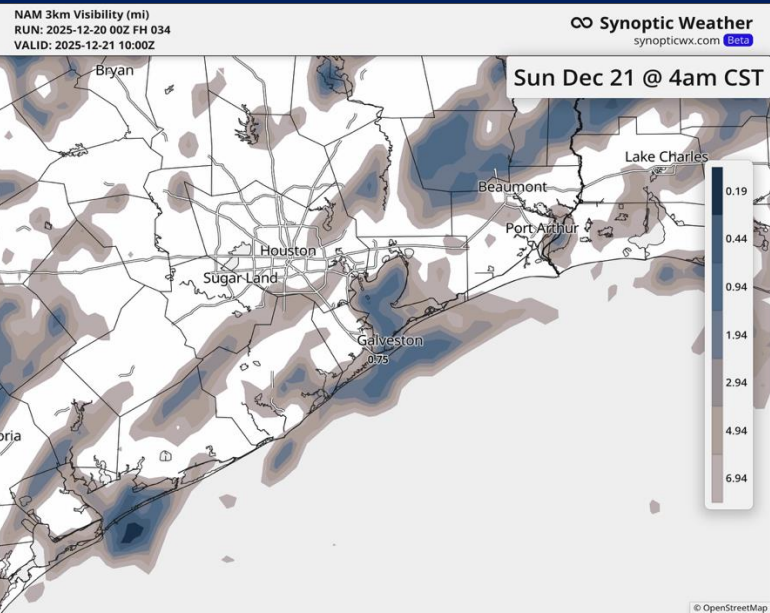 NAM 3km Visibility (mi)
RUN: 2025-12-20 00Z FH 034
VALID: 2025-12-21 10:00Z
Synoptic Weather
synopticwx.com Beta
Sun Dec 21 @ 4am CST
Bryan
Lake Charles
Beaumont
Port Arthur
Houston
Sugar Land
Galveston
0.75
oria
0.19
0.44
0.94
1.94
2.94
4.94
6.94
© OpenStreetMap